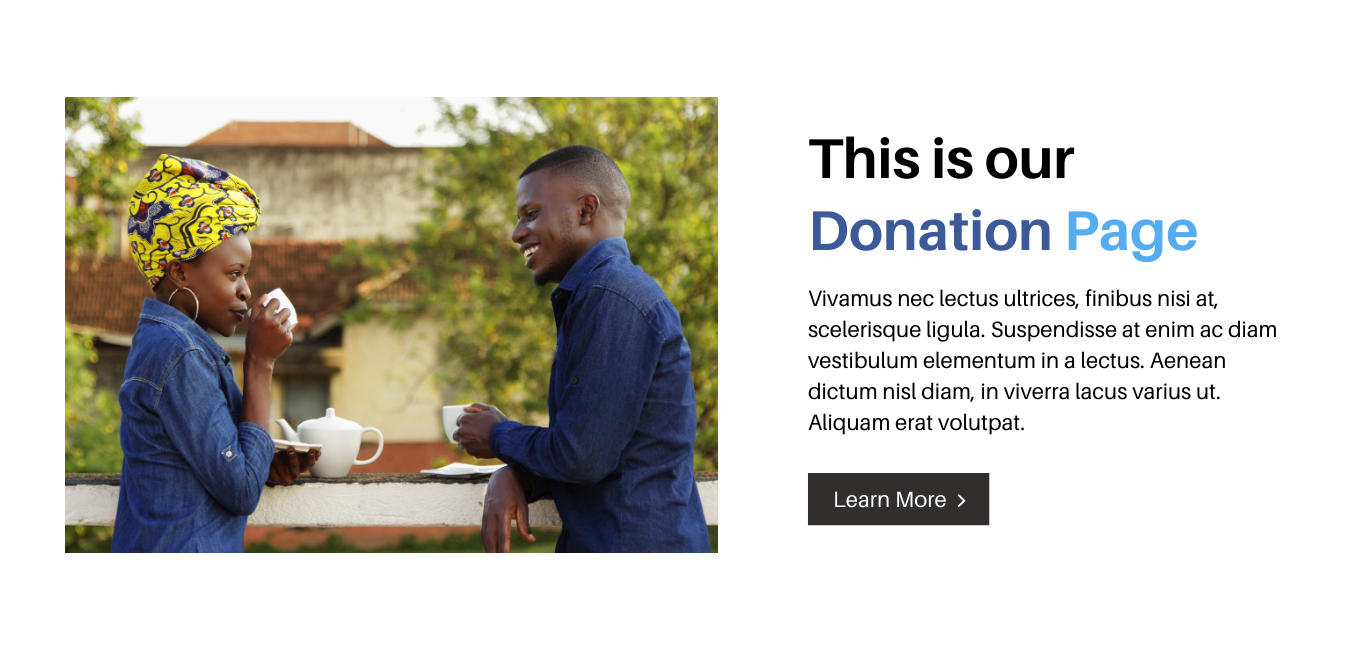 This is our
Donation Page
Vivamus nec lectus ultrices, finibus nisi at,
scelerisque ligula. Suspendisse at enim ac diam
vestibulum elementum in a lectus. Aenean
dictum nisl diam, in viverra lacus varius ut.
Aliquam erat volutpat.
Learn More